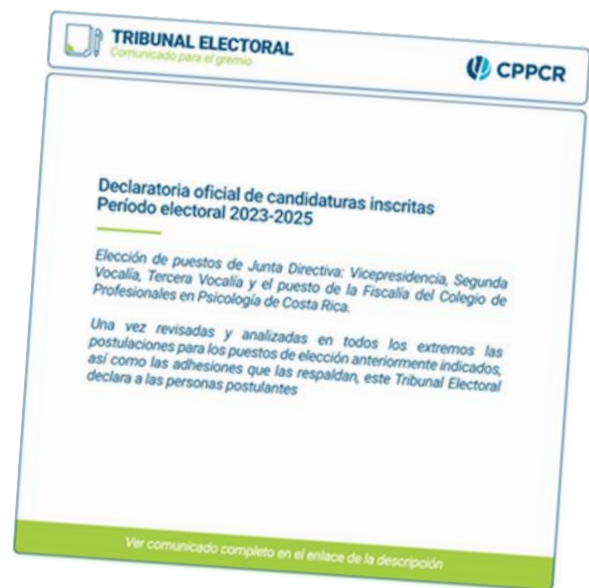 TRIBUNAL ELECTORAL
Comunicado para el gremio
CPPCR
Declaratoria oficial de candidaturas inscritas
Período electoral 2023-2025
Elección de puestos de Junta Directiva: Vicepresidencia, Segunda
Vocalía, Tercera Vocalía y el puesto de la Fiscalía del Colegio de
Profesionales en Psicología de Costa Rica.
Una vez revisadas y analizadas en todos los extremos las
postulaciones para los puestos de elección anteriormente indicados,
así como las adhesiones que las respaldan, este Tribunal Electoral
declara a las personas postulantes
Ver comunicado completo en el enlace de la descripción